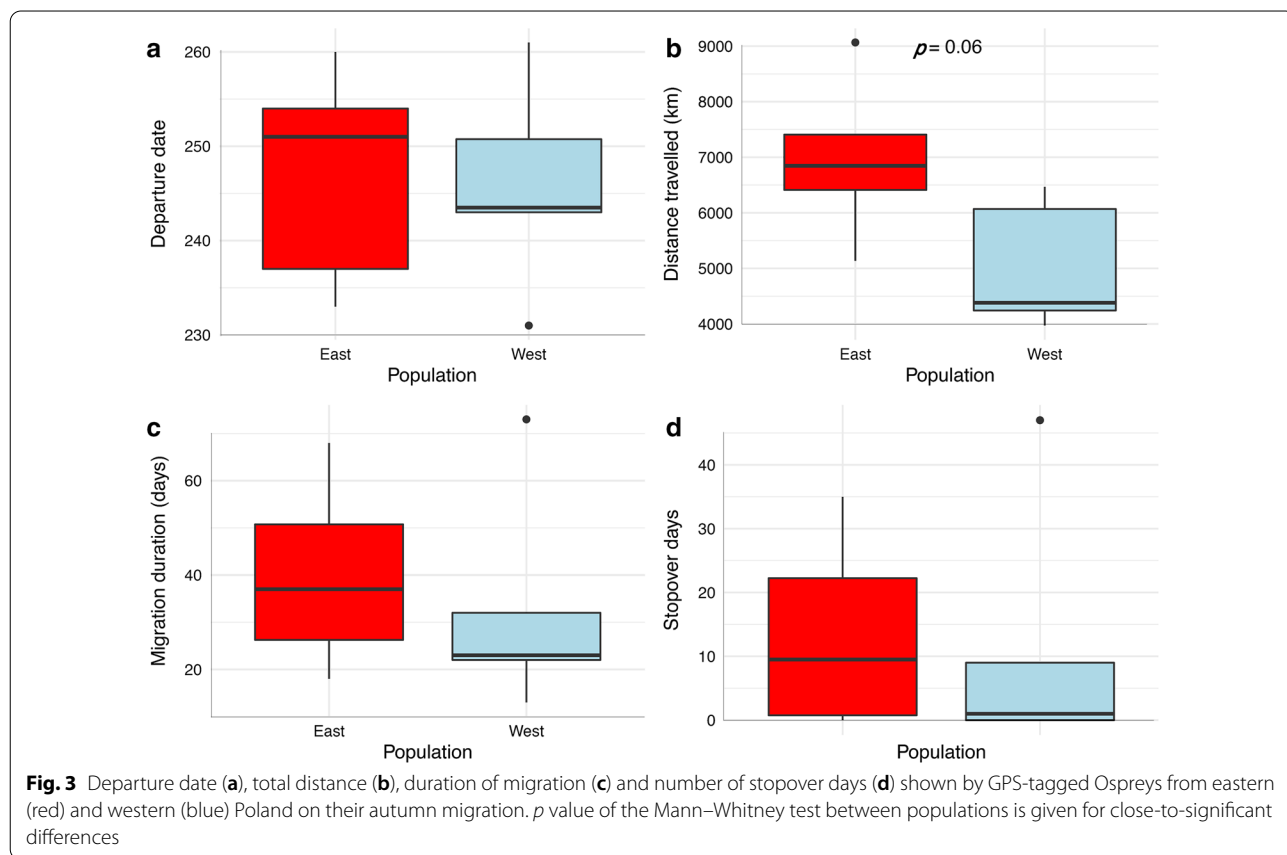 a
260
250
240
230
Departure date
East
West
Population
b
p = 0.06
9000
8000
7000
6000
5000
4000
Distance travelled (km)
East
West
Population
c
60
40
20
Migration duration (days)
East
West
Population
d
40
30
20
10
0
Stopover days
Population
Fig. 3 Departure date (a), total distance (b), duration of migration (c) and number of stopover days (d) shown by GPS-tagged Ospreys from eastern
(red) and western (blue) Poland on their autumn migration. p value of the Mann–Whitney test between populations is given for close-to-significant
differences